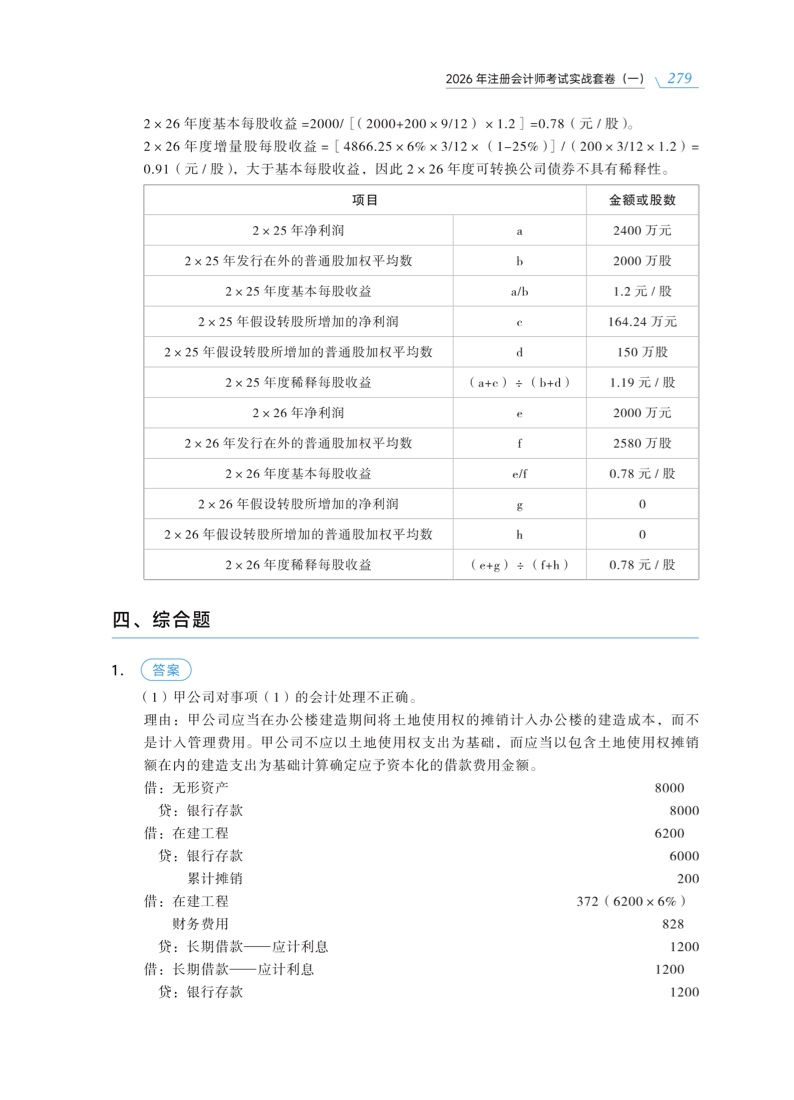 2026 年注册会计师考试实战套卷（一） 279
2 × 26 年度基本每股收益 =2000/［（2000+200 × 9/12）× 1.2］=0.78（元 / 股）。
2 × 26 年度增量股每股收益 =［4866.25 × 6% × 3/12 ×（1-25%）］/（200 × 3/12 × 1.2）=
0.91（元 / 股），大于基本每股收益，因此 2 × 26 年度可转换公司债券不具有稀释性。
项目 金额或股数
2 × 25 年净利润 a 2400 万元
2 × 25 年发行在外的普通股加权平均数 b 2000 万股
2 × 25 年度基本每股收益 a/b 1.2 元 / 股
2 × 25 年假设转股所增加的净利润 c 164.24 万元
2 × 25 年假设转股所增加的普通股加权平均数 d 150 万股
2 × 25 年度稀释每股收益 （a+c）÷（b+d） 1.19 元 / 股
2 × 26 年净利润 e 2000 万元
2 × 26 年发行在外的普通股加权平均数 f 2580 万股
2 × 26 年度基本每股收益 e/f 0.78 元 / 股
2 × 26 年假设转股所增加的净利润 g 0
2 × 26 年假设转股所增加的普通股加权平均数 h 0
2 × 26 年度稀释每股收益 （e+g）÷（f+h） 0.78 元 / 股
四、综合题
1. 答案
（1）甲公司对事项（1）的会计处理不正确。
理由：甲公司应当在办公楼建造期间将土地使用权的摊销计入办公楼的建造成本，而不
是计入管理费用。甲公司不应以土地使用权支出为基础，而应当以包含土地使用权摊销
额在内的建造支出为基础计算确定应予资本化的借款费用金额。
借：无形资产 8000
贷：银行存款 8000
借：在建工程 6200
贷：银行存款 6000
累计摊销 200
借：在建工程 372（6200 × 6%）
财务费用 828
贷：长期借款——应计利息 1200
借：长期借款——应计利息 1200
贷：银行存款 1200